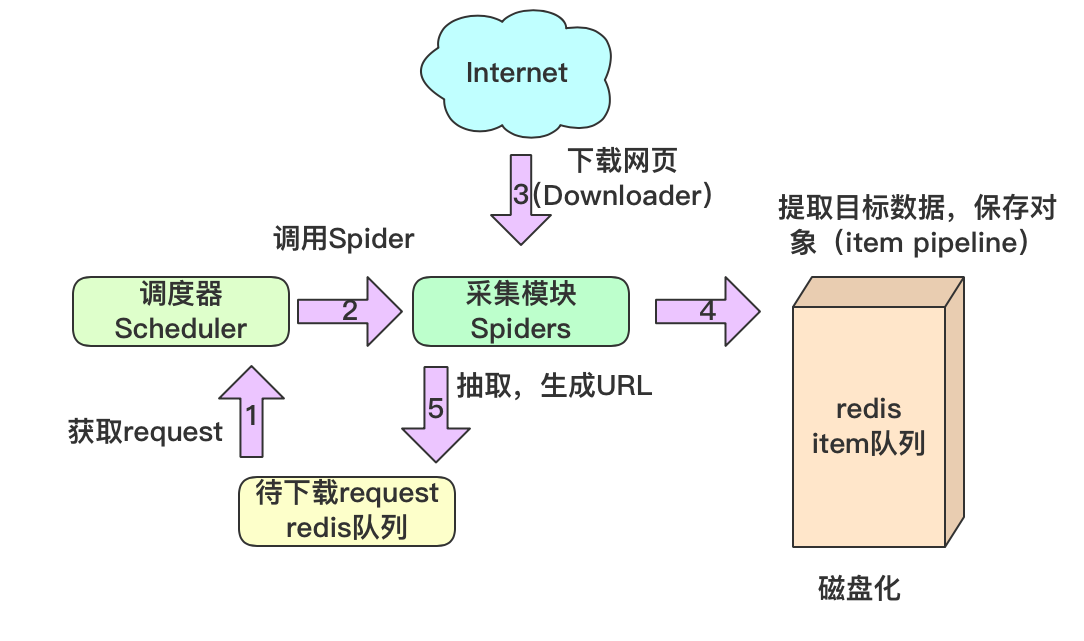 Internet
下载网页
3(Downloader)
提取目标数据，保存对
象（item pipeline）
调用Spider
调度器
Scheduler
2
采集模块
Spiders
4
获取request
1
5
抽取，生成URL
redis
item队列
待下载request
redis队列
磁盘化